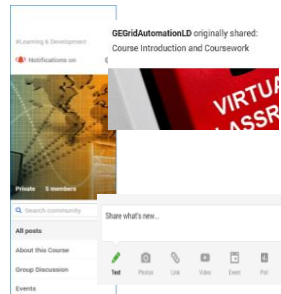 #Learning & Development
Notifications on
GEGridAutomationLD originally shared:
Course Introduction and Coursework
VIRTUA
ASSR
Private 5 members
Search community
All posts
About this Course
Group Discussion
Events
Share what's new...
Text Photos Link Video Event Poll